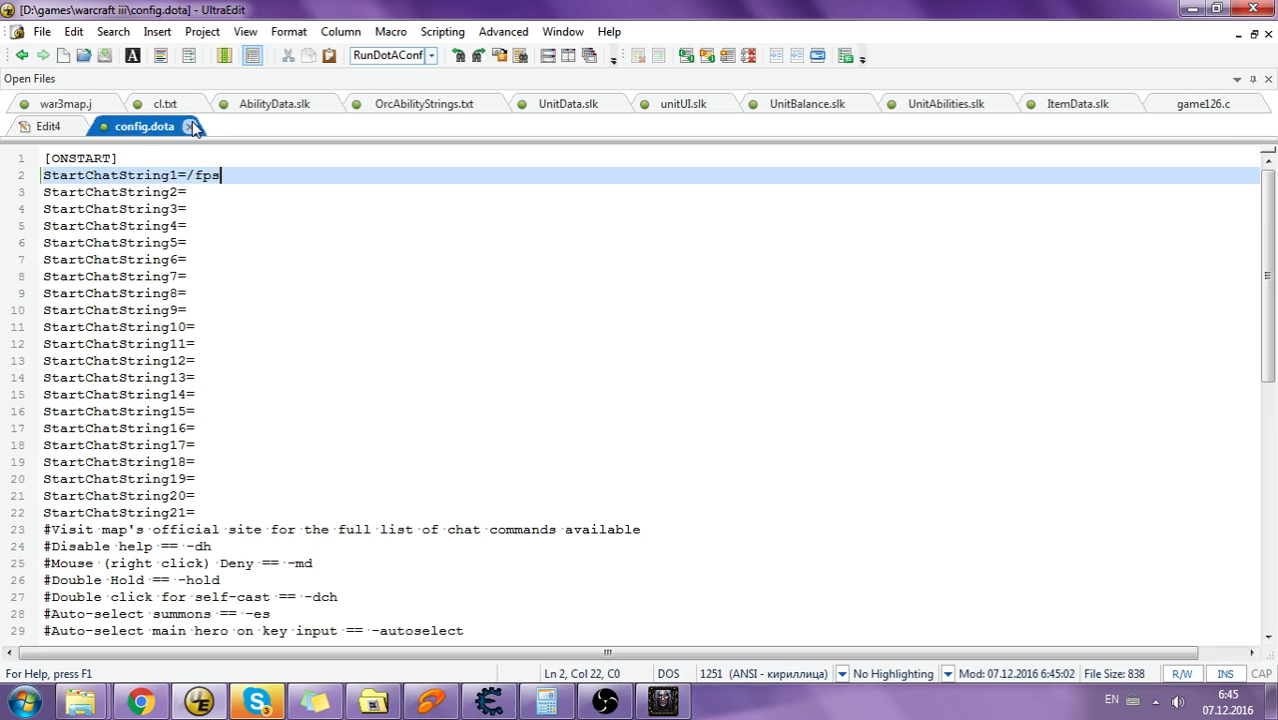 [D:\games\warcraft iii\config.dota] - UltraEdit
File Edit Search Insert Project View Format Column Macro Scripting Advanced Window Help
RunDotAConf
Open Files
war3map.j cl.txt AbilityData.slk OrcAbilityStrings.txt UnitData.slk unitUI.slk UnitBalance.slk UnitAbilities.slk ItemData.slk game126.c
Edit4 config.dota
1 [ONSTART]
2 StartChatString1=/fps
3 StartChatString2=
4 StartChatString3=
5 StartChatString4=
6 StartChatString5=
7 StartChatString6=
8 StartChatString7=
9 StartChatString8=
10 StartChatString9=
11 StartChatString10=
12 StartChatString11=
13 StartChatString12=
14 StartChatString13=
15 StartChatString14=
16 StartChatString15=
17 StartChatString16=
18 StartChatString17=
19 StartChatString18=
20 StartChatString19=
21 StartChatString20=
22 StartChatString21=
23 #Visit map's official site for the full list of chat commands available
24 #Disable help == -dh
25 #Mouse (right click) Deny == -md
26 #Double Hold == -hold
27 #Double click for self-cast == -dch
28 #Auto-select summons == -es
29 #Auto-select main hero on key input == -autoselect
For Help, press F1 Ln 2, Col 22, C0 DOS 1251 (ANSI - кириллица) No Highlighting Mod: 07.12.2016 6:45:02 File Size: 838 R/W INS CAP
EN 6:45
07.12.2016